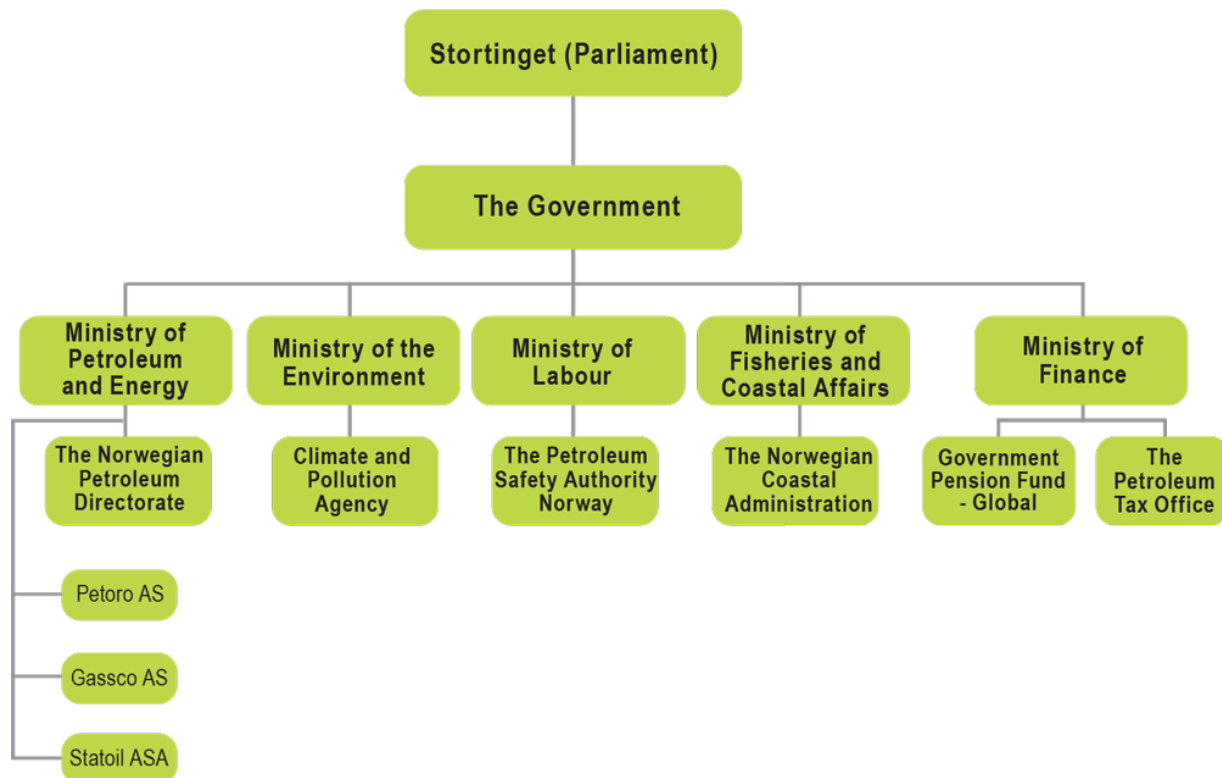 Stortinget (Parliament)
The Government
Ministry of
Petroleum
and Energy
Ministry of the
Environment
Ministry of
Labour
Ministry of
Fisheries and
Coastal Affairs
Ministry of
Finance
The Norwegian
Petroleum
Directorate
Climate and
Pollution
Agency
The Petroleum
Safety Authority
Norway
The Norwegian
Coastal
Administration
Government
Pension Fund
- Global
The
Petroleum
Tax Office
Petoro AS
Gassco AS
Statoil ASA